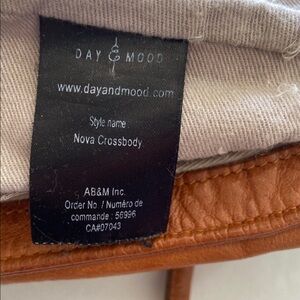 DAY & MOOD
www.dayandmood.com
Style name
Nova Crossbody
AB&M Inc.
Order No / Numéro de
commande : 56996
CA#07043